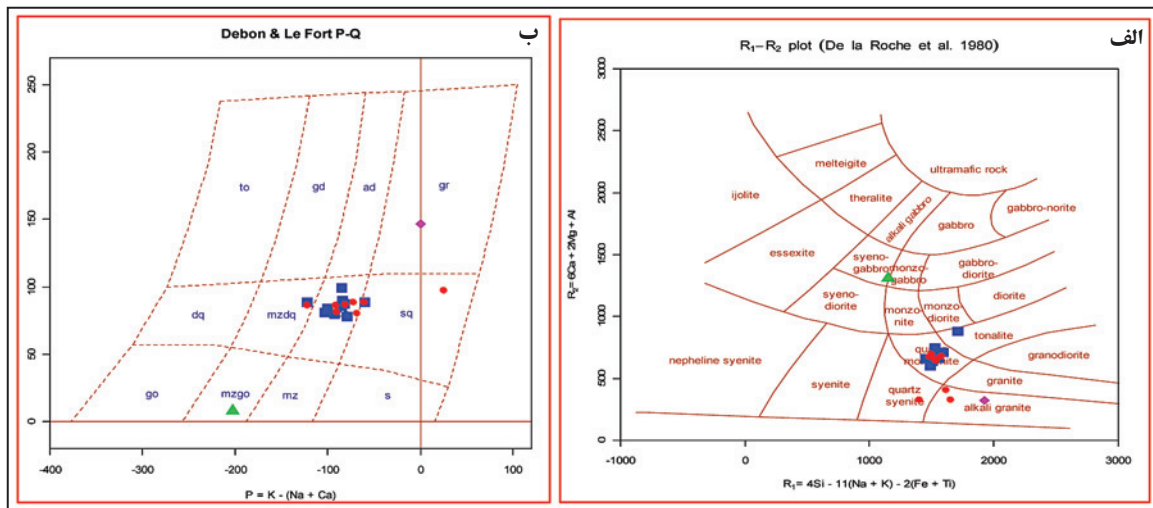 ب
Debon & Le Fort P-Q
250
200
150
100
50
0
to
gd
ad
gr
dq
mzdq
sq
go
mzgo
mz
s
-400
-300
-200
-100
0
100
P = K - (Na + Ca)
الف
R₁-R₂ plot (De la Roche et al. 1980)
R₂= 6Ca + 2Mg + Al
3000
2500
2000
1500
1000
500
0
melteigite
ultramafic rock
ijolite
theralite
alkali gabbro
gabbro
gabbro-norite
essexite
syeno-
gabbro
monzo-
gabbro
gabbro-
diorite
syeno-
diorite
monzo-
nite
monzo-
diorite
diorite
tonalite
nepheline syenite
granodiorite
syenite
quartz
syenite
granite
alkali granite
-1000
0
1000
2000
3000
R₁= 4Si - 11(Na + K) - 2(Fe + Ti)